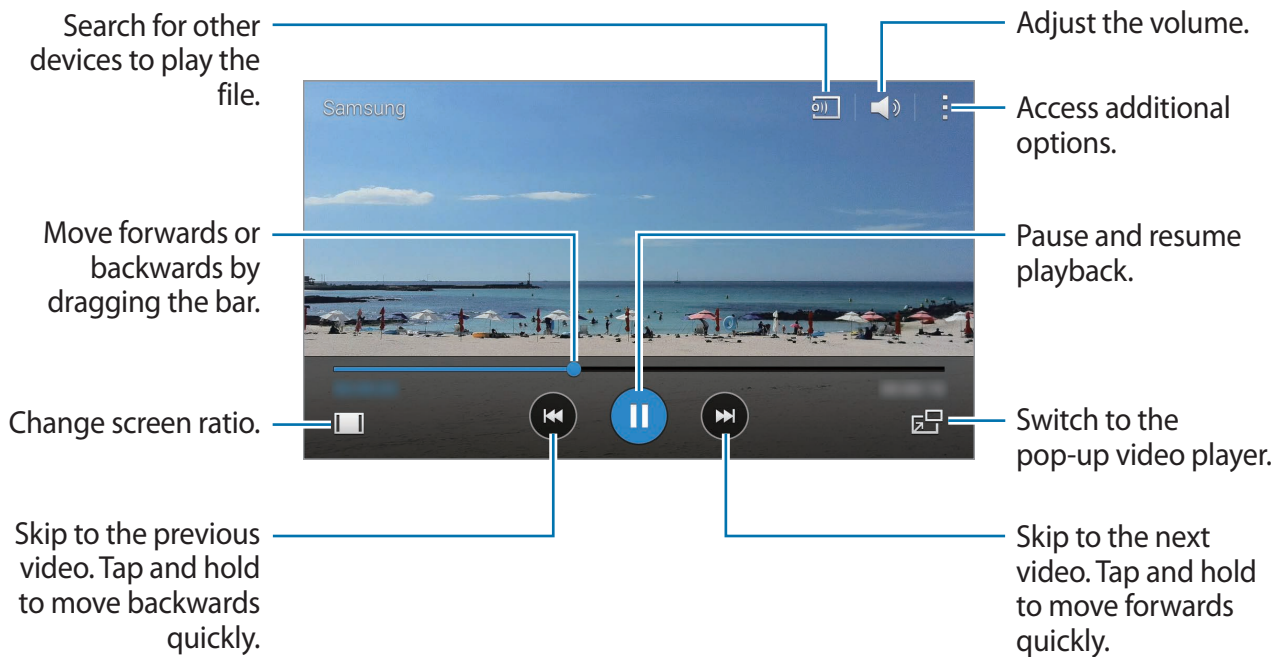 Search for other
devices to play the
file.
Adjust the volume.
Samsung
Access additional
options.
Move forwards or
backwards by
dragging the bar.
Pause and resume
playback.
Change screen ratio.
Switch to the
pop-up video player.
Skip to the previous
video. Tap and hold
to move backwards
quickly.
Skip to the next
video. Tap and hold
to move forwards
quickly.